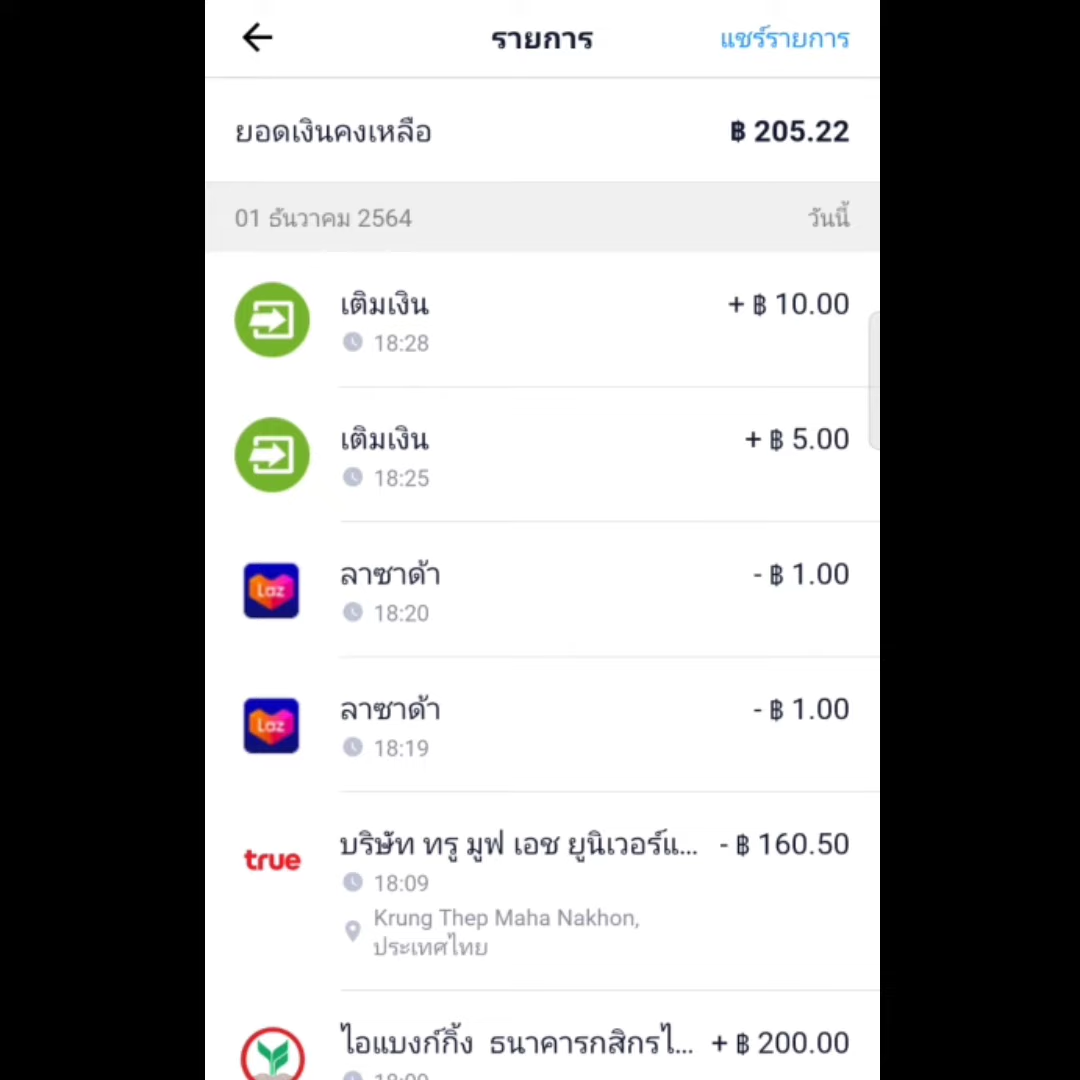 รายการ แชร์รายการ
ยอดเงินคงเหลือ ฿ 205.22
01 ธันวาคม 2564 วันนี้
เติมเงิน + ฿ 10.00
18:28
เติมเงิน + ฿ 5.00
18:25
Laz ลาซาด้า - ฿ 1.00
18:20
Laz ลาซาด้า - ฿ 1.00
18:19
true บริษัท ทรู มูฟ เอช ยูนิเวอร์แ... - ฿ 160.50
18:09
Krung Thep Maha Nakhon,
ประเทศไทย
ไอแบงก์กิ้ง ธนาคารกสิกรไ... + ฿ 200.00